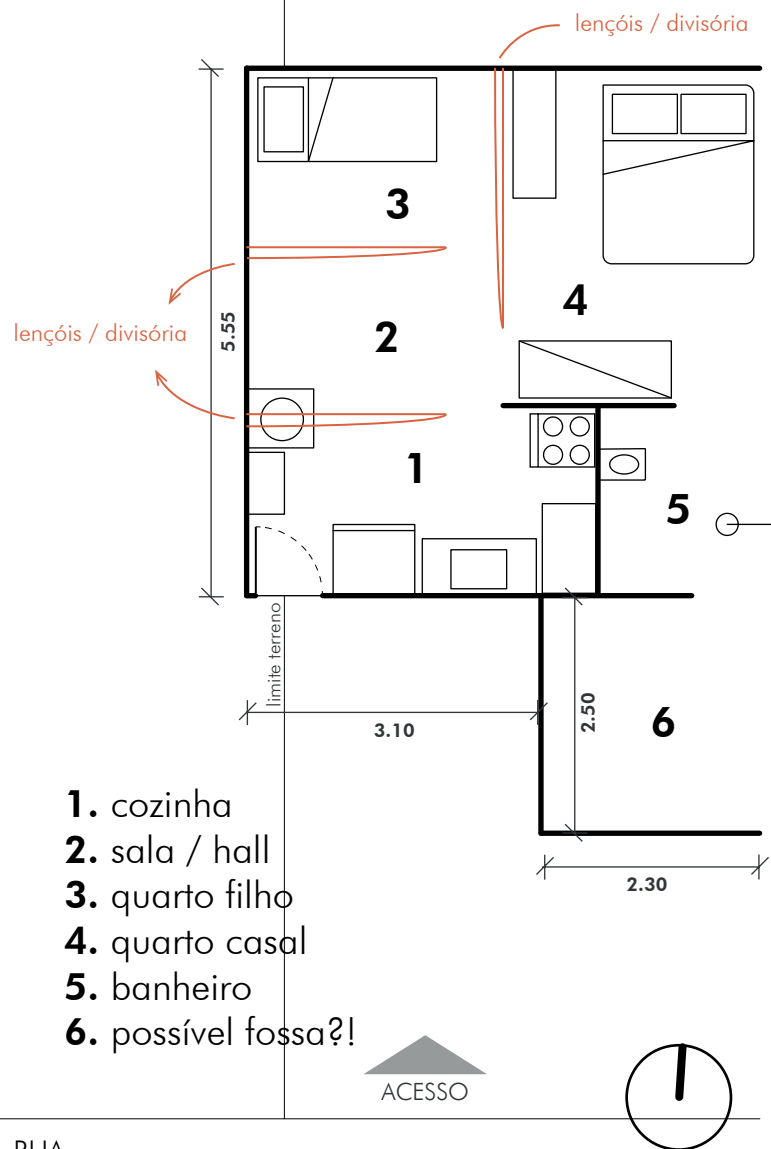 lençóis / divisória
3
4
2
lençóis / divisória
5.55
1
5
limite terreno
3.10
2.50
6
2.30
1. cozinha
2. sala / hall
3. quarto filho
4. quarto casal
5. banheiro
6. possível fossa?!
ACESSO
RUA